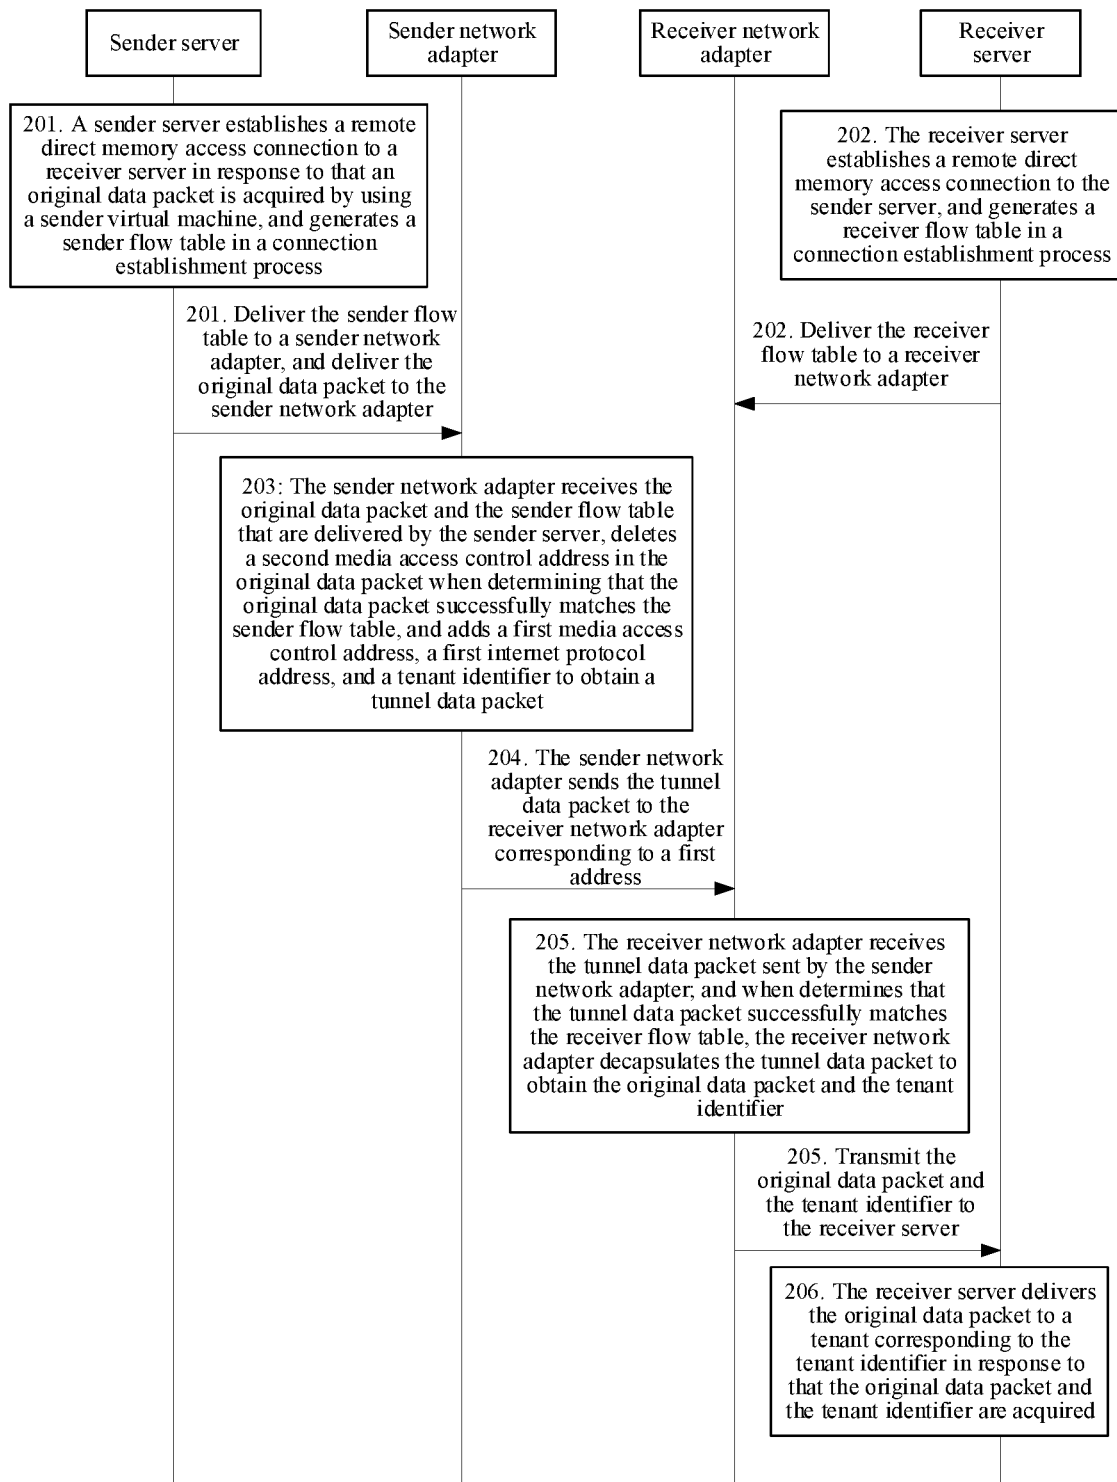 Sender server
Sender network
adapter
Receiver network
adapter
Receiver
server
201. A sender server establishes a remote
direct memory access connection to a
receiver server in response to that an
original data packet is acquired by using
a sender virtual machine, and generates a
sender flow table in a connection
establishment process
202. The receiver server
establishes a remote direct
memory access connection to the
sender server, and generates a
receiver flow table in a
connection establishment process
201. Deliver the sender flow
table to a sender network
adapter, and deliver the
original data packet to the
sender network adapter
202. Deliver the receiver
flow table to a receiver
network adapter
203: The sender network adapter receives the
original data packet and the sender flow table
that are delivered by the sender server, deletes
a second media access control address in the
original data packet when determining that the
original data packet successfully matches the
sender flow table, and adds a first media access
control address, a first internet protocol
address, and a tenant identifier to obtain a
tunnel data packet
204. The sender network
adapter sends the tunnel
data packet to the
receiver network adapter
corresponding to a first
address
205. The receiver network adapter receives
the tunnel data packet sent by the sender
network adapter; and when determines that
the tunnel data packet successfully matches
the receiver flow table, the receiver network
adapter decapsulates the tunnel data packet to
obtain the original data packet and the tenant
identifier
205. Transmit the
original data packet and
the tenant identifier to
the receiver server
206. The receiver server delivers
the original data packet to a
tenant corresponding to the
tenant identifier in response to
that the original data packet and
the tenant identifier are acquired